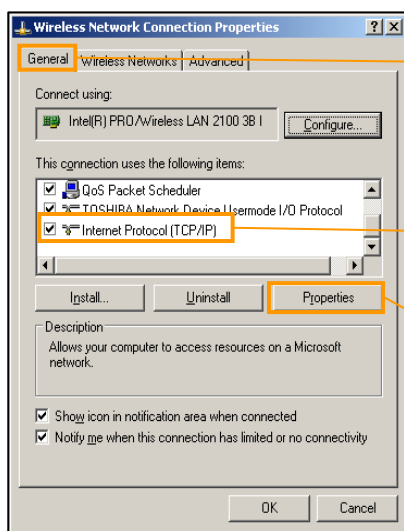 Wireless Network Connection Properties
General Wireless Networks Advanced
Connect using:
Intel(R) PRO/Wireless LAN 2100 3B I
Configure...
This connection uses the following items:
QoS Packet Scheduler
TOSHIBA Network Device Usermode I/O Protocol
Internet Protocol (TCP/IP)
Install... Uninstall Properties
Description
Allows your computer to access resources on a Microsoft
network.
Show icon in notification area when connected
Notify me when this connection has limited or no connectivity
OK Cancel